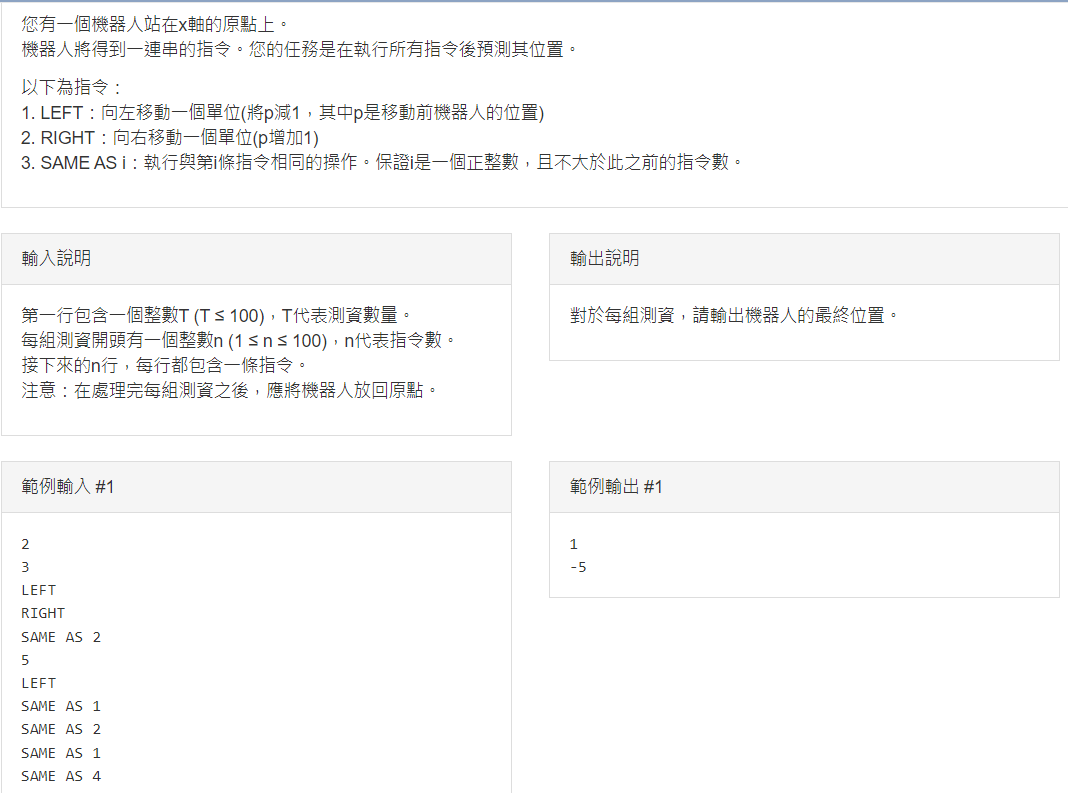 您有一個機器人站在x軸的原點上。
機器人將得到一連串的指令。您的任務是在執行所有指令後預測其位置。
以下為指令：
1. LEFT：向左移動一個單位(將p減1，其中p是移動前機器人的位置)
2. RIGHT：向右移動一個單位(p增加1)
3. SAME AS i：執行與第i條指令相同的操作。保證i是一個正整數，且不大於此之前的指令數。
輸入說明
第一行包含一個整數T (T ≤ 100)，T代表測資數量。
每組測資開頭有一個整數n (1 ≤ n ≤ 100)，n代表指令數。
接下來的n行，每行都包含一條指令。
注意：在處理完每組測資之後，應將機器人放回原點。
輸出說明
對於每組測資，請輸出機器人的最終位置。
範例輸入 #1
2
3
LEFT
RIGHT
SAME AS 2
5
LEFT
SAME AS 1
SAME AS 2
SAME AS 1
SAME AS 4
範例輸出 #1
1
-5